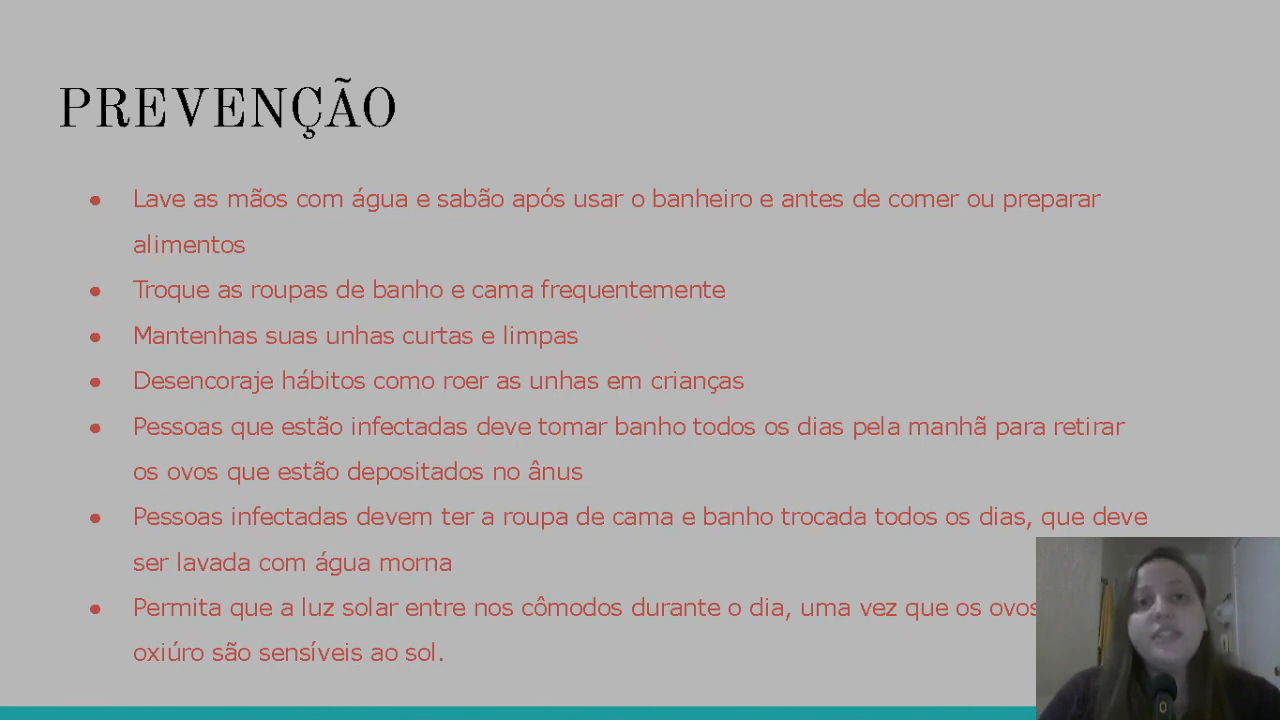 PREVENÇÃO
● Lave as mãos com água e sabão após usar o banheiro e antes de comer ou preparar
alimentos
● Troque as roupas de banho e cama frequentemente
● Mantenhas suas unhas curtas e limpas
● Desencoraje hábitos como roer as unhas em crianças
● Pessoas que estão infectadas deve tomar banho todos os dias pela manhã para retirar
os ovos que estão depositados no ânus
● Pessoas infectadas devem ter a roupa de cama e banho trocada todos os dias, que deve
ser lavada com água morna
● Permita que a luz solar entre nos cômodos durante o dia, uma vez que os ovos
oxiúro são sensíveis ao sol.